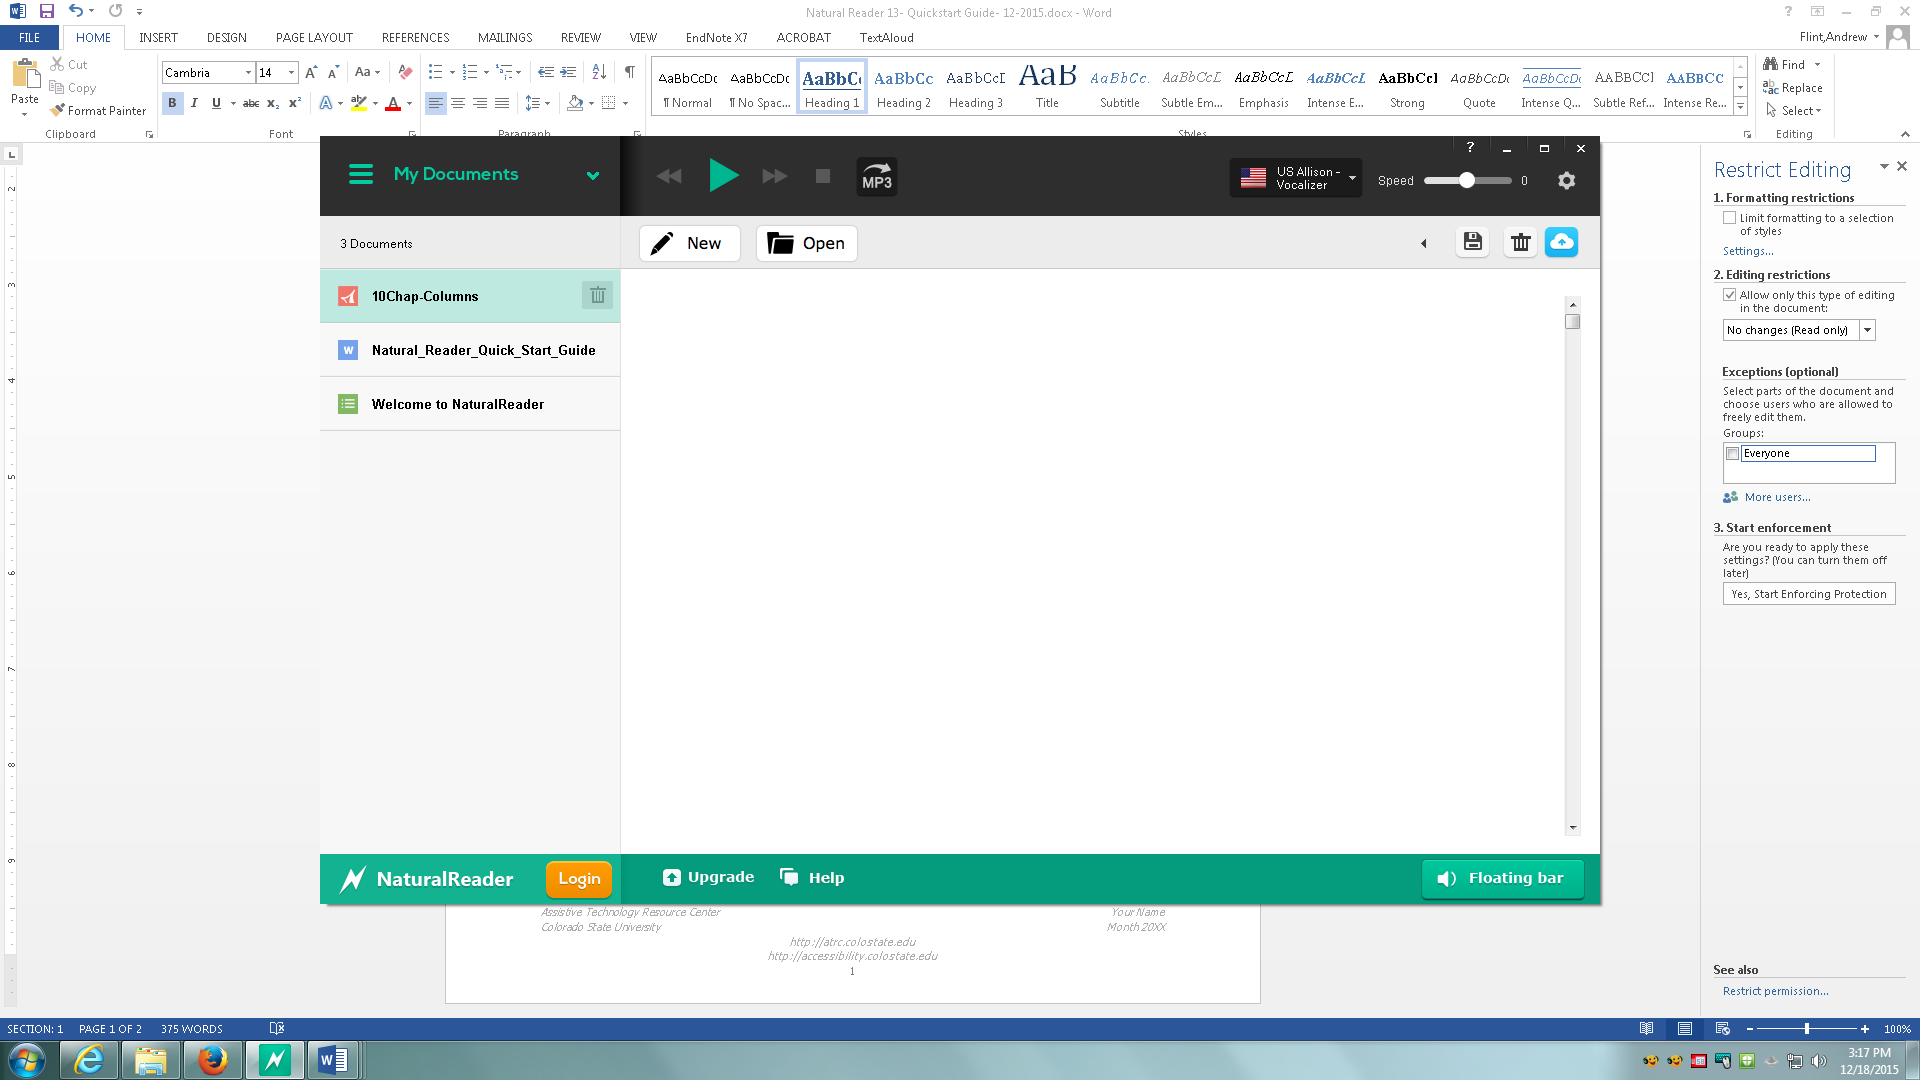 Natural Reader 13- Quickstart Guide- 12-2015.docx - Word
FILE HOME INSERT DESIGN PAGE LAYOUT REFERENCES MAILINGS REVIEW VIEW EndNote X7 ACROBAT TextAloud Flint,Andrew
Paste
Cut
Copy
Format Painter
Clipboard
Cambria 14
Font
Paragraph
AaBbCcDc AaBbCcDc AaBbC AaBbCc AaBbCcD AaB AaBbCc. AaBbCcL AaBbCcL AaBbCcL AaBbCcI AaBbCcDc AaBbCcDc AABBCCI AABBCC
¶ Normal ¶ No Spac... Heading 1 Heading 2 Heading 3 Title Subtitle Subtle Em... Emphasis Intense E... Strong Quote Intense Q... Subtle Ref... Intense Re...
Styles
Find
Replace
Select
Editing
My Documents
MP3
US Allison -
Vocalizer
Speed
0
3 Documents
New
Open
10Chap-Columns
Natural_Reader_Quick_Start_Guide
Welcome to NaturalReader
NaturalReader
Login
Upgrade
Help
Floating bar
Assistive Technology Resource Center
Your Name
Colorado State University
Month 20XX
http://atrc.colostate.edu
http://accessibility.colostate.edu
1
Restrict Editing
1. Formatting restrictions
Limit formatting to a selection
of styles
Settings...
2. Editing restrictions
Allow only this type of editing
in the document:
No changes (Read only)
Exceptions (optional)
Select parts of the document and
choose users who are allowed to
freely edit them.
Groups:
Everyone
More users...
3. Start enforcement
Are you ready to apply these
settings? (You can turn them off
later)
Yes, Start Enforcing Protection
See also
Restrict permission...
SECTION: 1 PAGE 1 OF 2 375 WORDS
100%
3:17 PM
12/18/2015